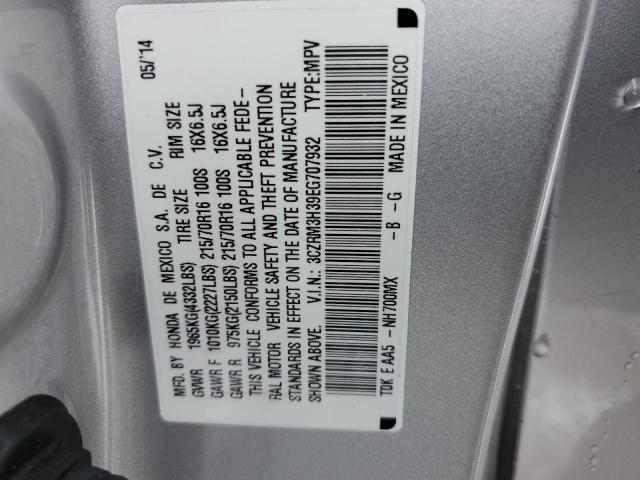 MFD. BY HONDA DE MEXICO S.A. DE C.V. 05/'14
GVWR 1965KG(4332LBS) TIRE SIZE RIM SIZE
GAWR F 1010KG(2227LBS) 215/70R16 100S 16X6.5J
GAWR R 975KG(2150LBS) 215/70R16 100S 16X6.5J
THIS VEHICLE CONFORMS TO ALL APPLICABLE FEDE-
RAL MOTOR VEHICLE SAFETY AND THEFT PREVENTION
STANDARDS IN EFFECT ON THE DATE OF MANUFACTURE
SHOWN ABOVE. V.I.N.: 3CZRM3H39EG707932 TYPE:MPV
TDK E AA5 -NH700MX -B -G MADE IN MEXICO